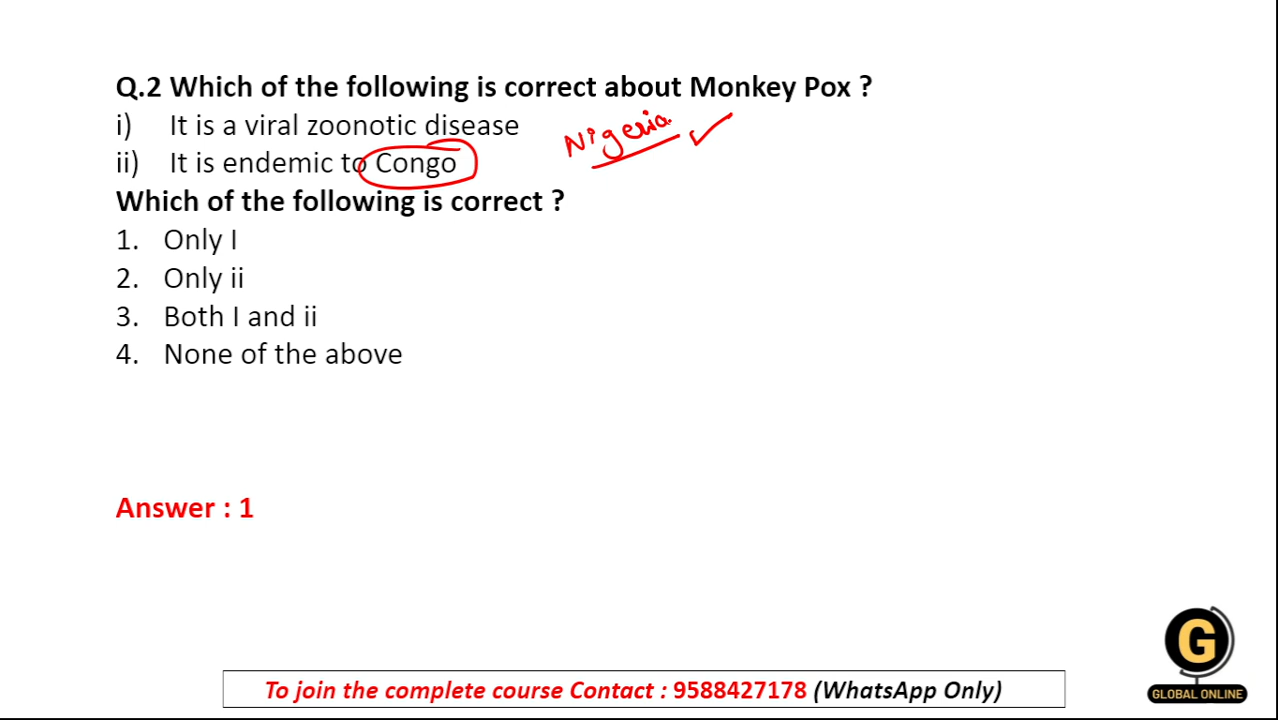 Q.2 Which of the following is correct about Monkey Pox ?
i) It is a viral zoonotic disease
Nigeria
ii) It is endemic to Congo
Which of the following is correct ?
1. Only I
2. Only ii
3. Both I and ii
4. None of the above
Answer : 1
G
GLOBAL ONLINE
To join the complete course Contact : 9588427178 (WhatsApp Only)